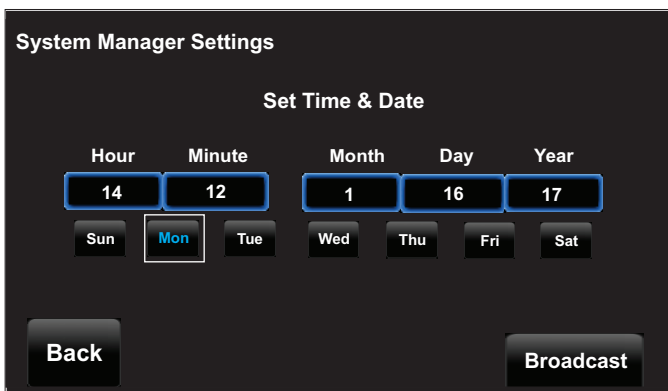 System Manager Settings
Set Time & Date
Hour Minute Month Day Year
14 12 1 16 17
Sun Mon Tue Wed Thu Fri Sat
Back Broadcast